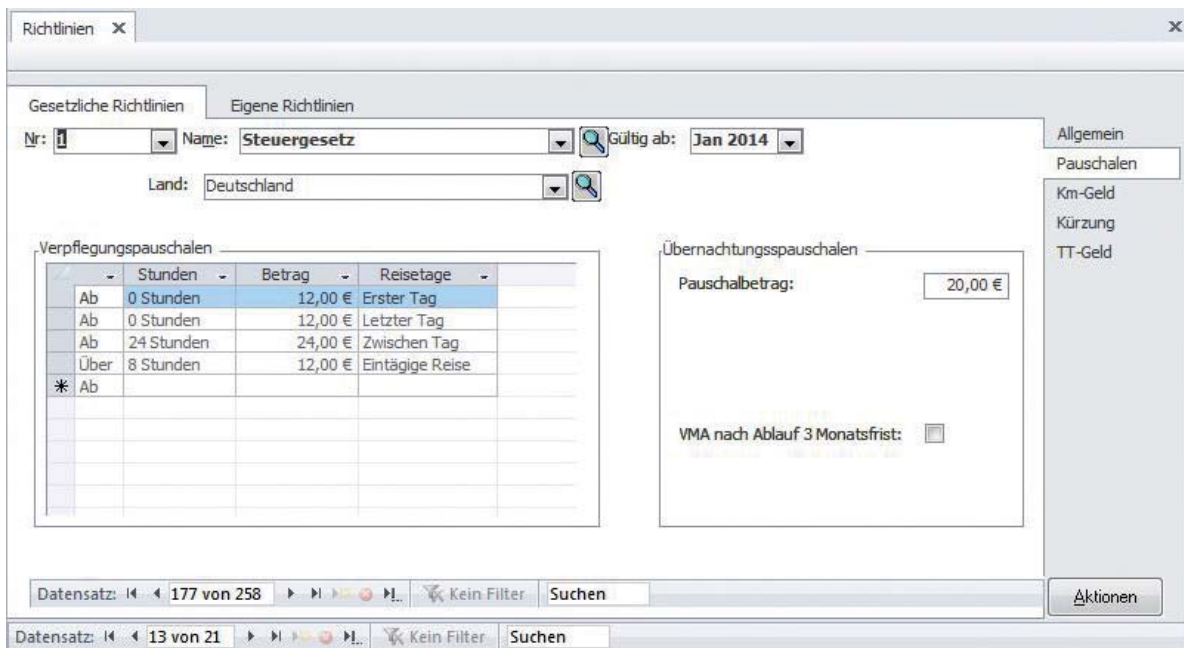 Richtlinien
Gesetzliche Richtlinien Eigene Richtlinien
Nr: 1 Name: Steuergesetz Gültig ab: Jan 2014
Land: Deutschland
Allgemein
Pauschalen
Km-Geld
Kürzung
TT-Geld
Verpflegungspauschalen
Stunden Betrag Reisetage
Ab 0 Stunden 12,00 € Erster Tag
Ab 0 Stunden 12,00 € Letzter Tag
Ab 24 Stunden 24,00 € Zwischen Tag
Über 8 Stunden 12,00 € Eintägige Reise
Ab
Übernachtungsspauschalen
Pauschalbetrag: 20,00 €
VMA nach Ablauf 3 Monatsfrist:
Datensatz: 177 von 258 Kein Filter Suchen
Aktionen
Datensatz: 13 von 21 Kein Filter Suchen